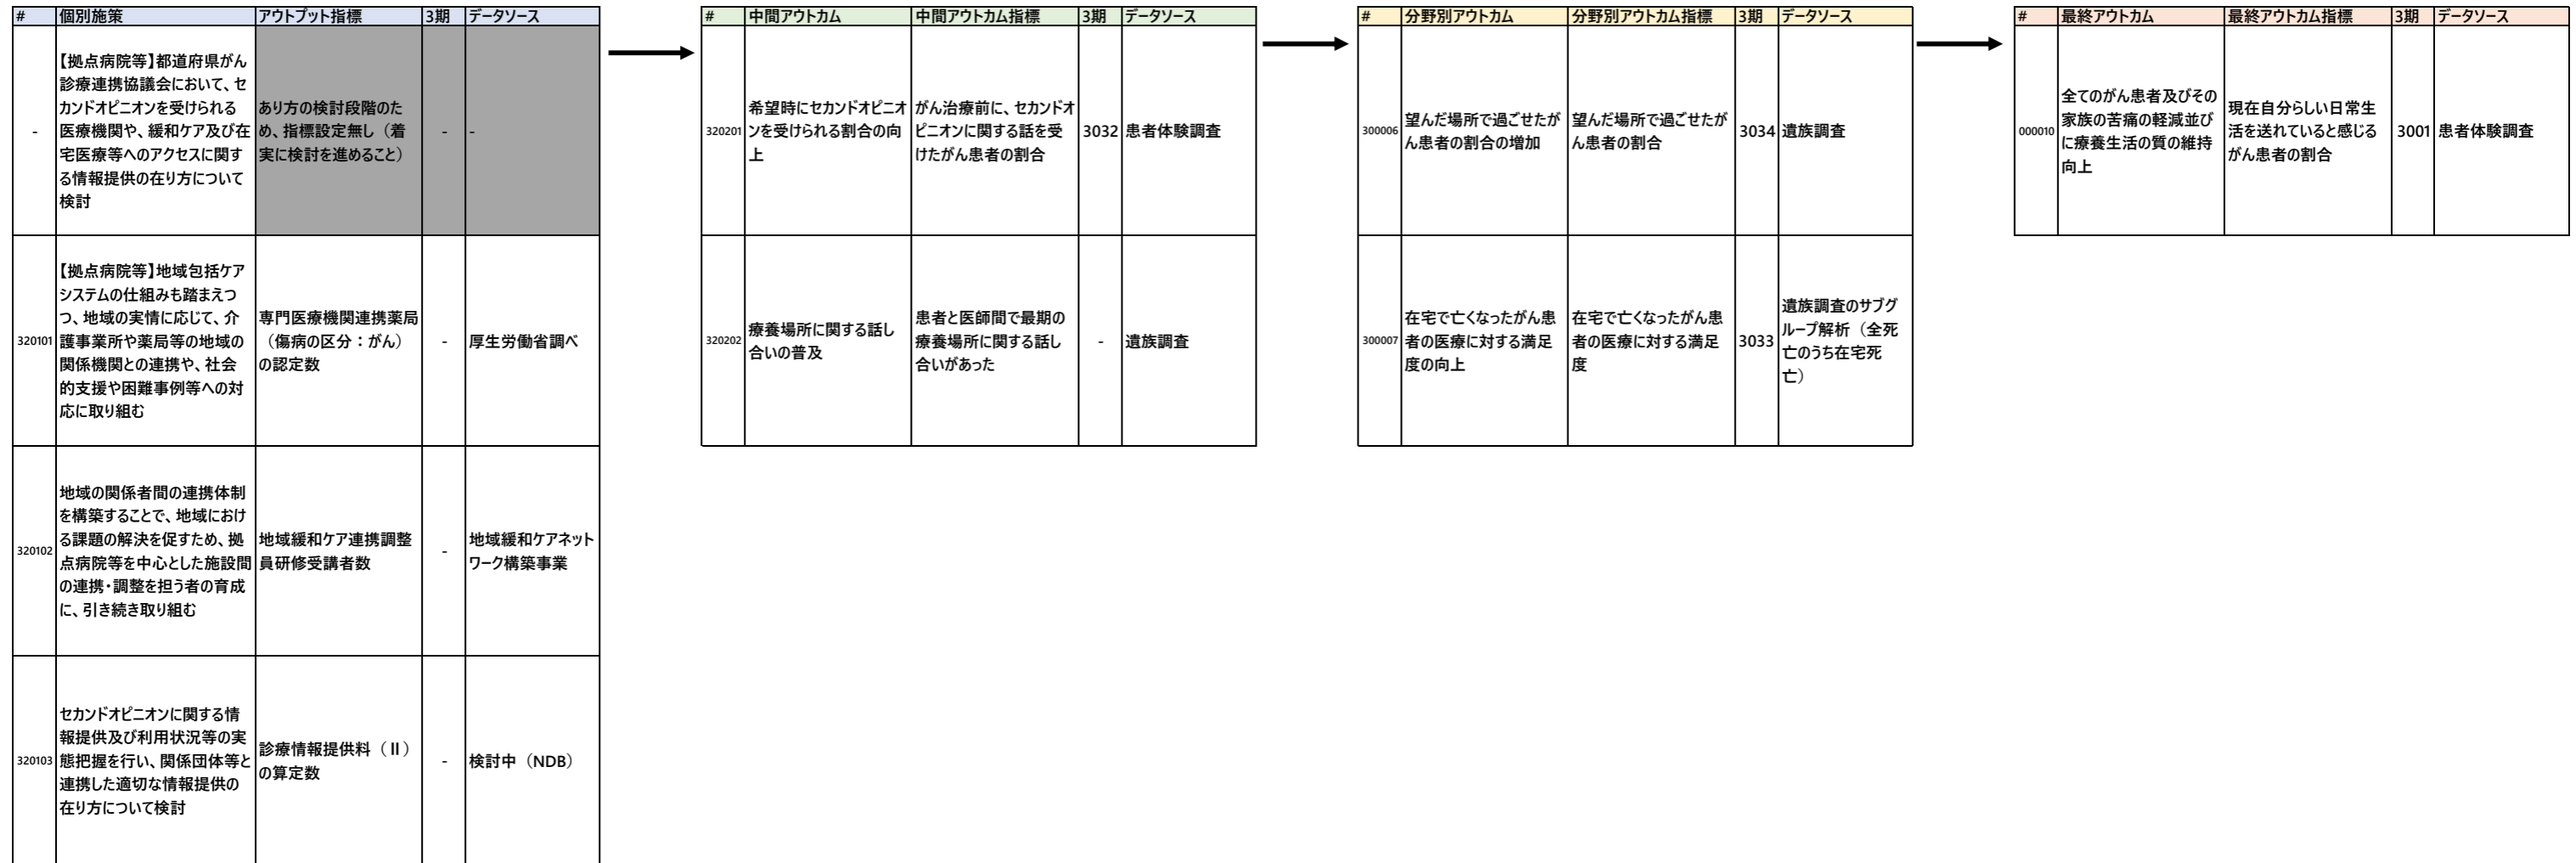 # 個別施策 アウトプット指標 3期 データソース
-
【拠点病院等】都道府県がん
診療連携協議会において、セ
カンドオピニオンを受けられる
医療機関や、緩和ケア及び在
宅医療等へのアクセスに関す
る情報提供の在り方について
検討
あり方の検討段階のた
め、指標設定無し（着
実に検討を進めること）
-
-
320101
【拠点病院等】地域包括ケア
システムの仕組みも踏まえつ
つ、地域の実情に応じて、介
護事業所や薬局等の地域の
関係機関との連携や、社会
的支援や困難事例等への対
応に取り組む
専門医療機関連携薬局
（傷病の区分：がん）
の認定数
-
厚生労働省調べ
320102
地域の関係者間の連携体制
を構築することで、地域におけ
る課題の解決を促すため、拠
点病院等を中心とした施設間
の連携・調整を担う者の育成
に、引き続き取り組む
地域緩和ケア連携調整
員研修受講者数
-
地域緩和ケアネット
ワーク構築事業
320103
セカンドオピニオンに関する情
報提供及び利用状況等の実
態把握を行い、関係団体等と
連携した適切な情報提供の
在り方について検討
診療情報提供料（Ⅱ）
の算定数
-
検討中（NDB）
# 中間アウトカム 中間アウトカム指標 3期 データソース
320201
希望時にセカンドオピニオ
ンを受けられる割合の向
上
がん治療前に、セカンドオ
ピニオンに関する話を受
けたがん患者の割合
3032
患者体験調査
320202
療養場所に関する話し
合いの普及
患者と医師間で最期の
療養場所に関する話し
合いがあった
-
遺族調査
# 分野別アウトカム 分野別アウトカム指標 3期 データソース
300006
望んだ場所で過ごせたが
ん患者の割合の増加
望んだ場所で過ごせたが
ん患者の割合
3034
遺族調査
300007
在宅で亡くなったがん患
者の医療に対する満足
度の向上
在宅で亡くなったがん患
者の医療に対する満足
度
3033
遺族調査のサブグ
ループ解析（全死
亡のうち在宅死
亡）
# 最終アウトカム 最終アウトカム指標 3期 データソース
000010
全てのがん患者及びその
家族の苦痛の軽減並び
に療養生活の質の維持
向上
現在自分らしい日常生
活を送れていると感じる
がん患者の割合
3001
患者体験調査